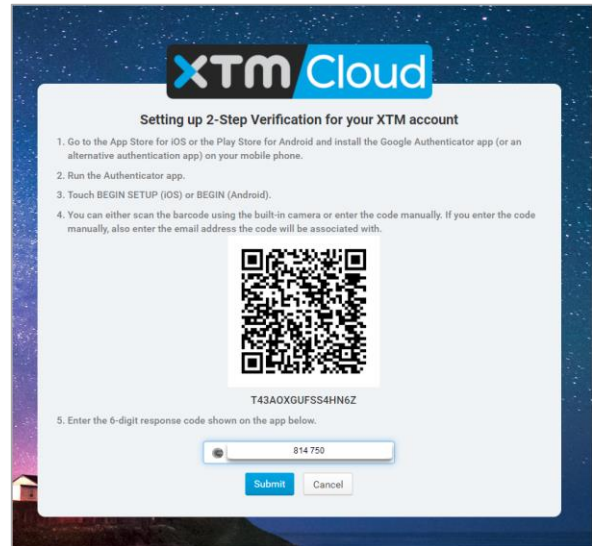 XTM Cloud
Setting up 2-Step Verification for your XTM account
1. Go to the App Store for iOS or the Play Store for Android and install the Google Authenticator app (or an
alternative authentication app) on your mobile phone.
2. Run the Authenticator app.
3. Touch BEGIN SETUP (iOS) or BEGIN (Android).
4. You can either scan the barcode using the built-in camera or enter the code manually. If you enter the code
manually, also enter the email address the code will be associated with.
T43AOXGUFSS4HN6Z
5. Enter the 6-digit response code shown on the app below.
814 750
Submit Cancel